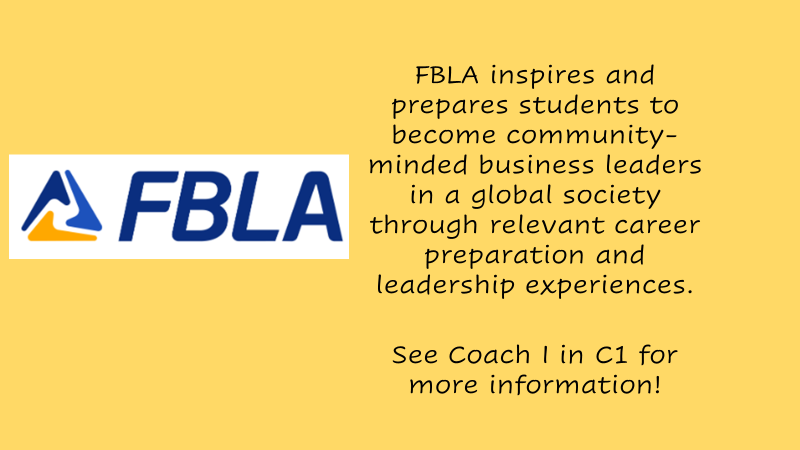 FBLA
FBLA inspires and
prepares students to
become community-
minded business leaders
in a global society
through relevant career
preparation and
leadership experiences.
See Coach I in C1 for
more information!